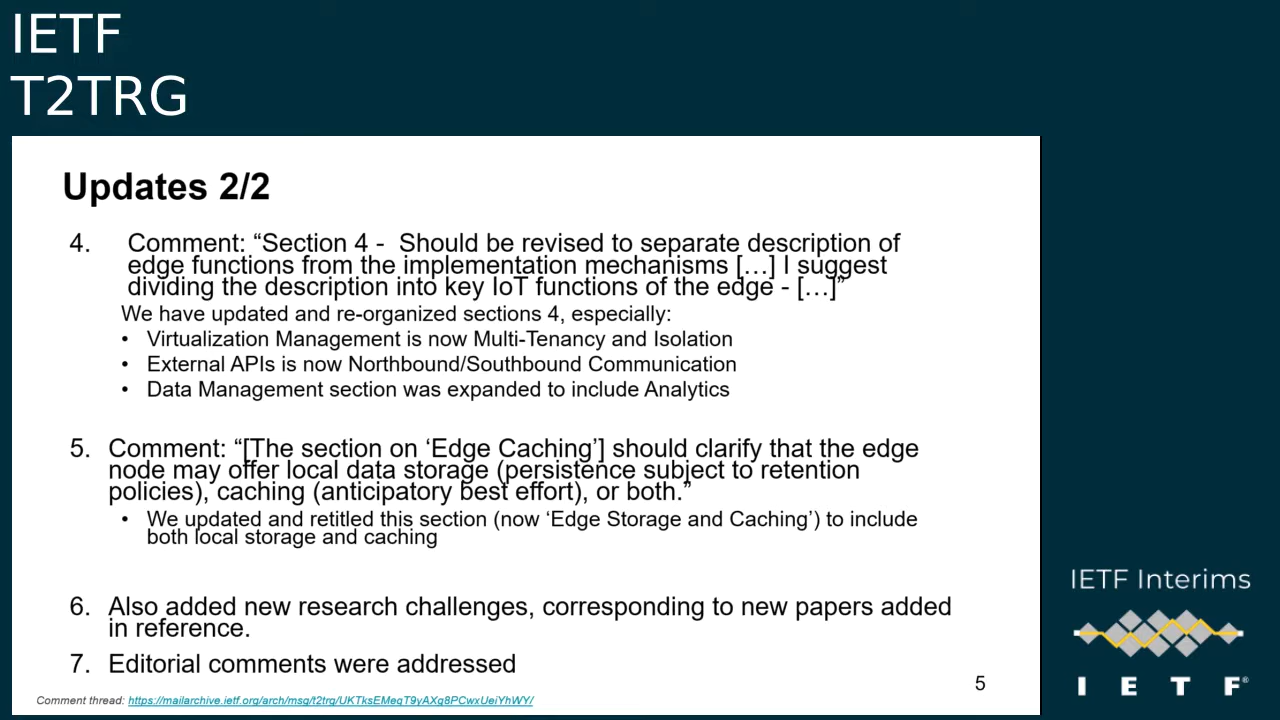 IETF
T2TRG
Updates 2/2
4. Comment: “Section 4 - Should be revised to separate description of
edge functions from the implementation mechanisms […] I suggest
dividing the description into key IoT functions of the edge - […]”
We have updated and re-organized sections 4, especially:
• Virtualization Management is now Multi-Tenancy and Isolation
• External APIs is now Northbound/Southbound Communication
• Data Management section was expanded to include Analytics
5. Comment: “[The section on ‘Edge Caching’] should clarify that the edge
node may offer local data storage (persistence subject to retention
policies), caching (anticipatory best effort), or both.”
• We updated and retitled this section (now ‘Edge Storage and Caching’) to include
both local storage and caching
6. Also added new research challenges, corresponding to new papers added
in reference.
7. Editorial comments were addressed
5
Comment thread: https://mailarchive.ietf.org/arch/msg/t2trg/UKTksEMeqT9yAXg8PCwxUeiYhWY/
IETF Interims
I E T F®